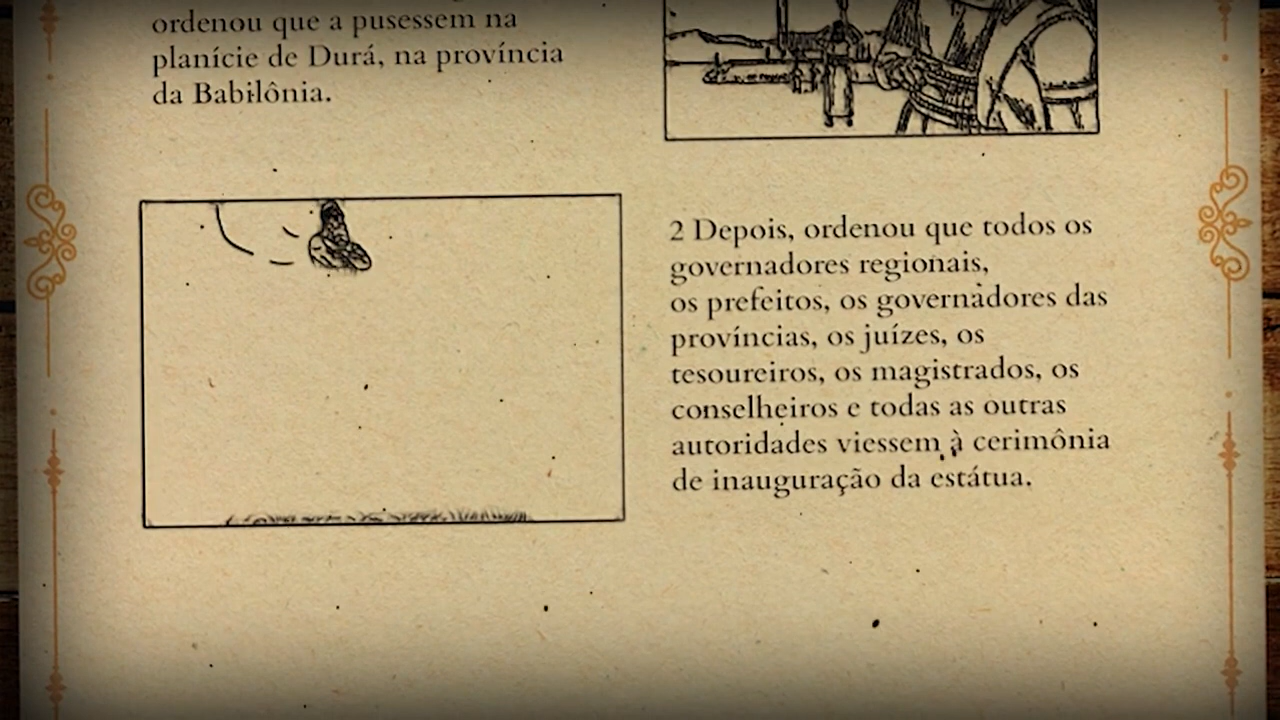 ordenou que a pusessem na
planície de Durá, na província
da Babilônia.
2 Depois, ordenou que todos os
governadores regionais,
os prefeitos, os governadores das
províncias, os juízes, os
tesoureiros, os magistrados, os
conselheiros e todas as outras
autoridades viessem à cerimônia
de inauguração da estátua.